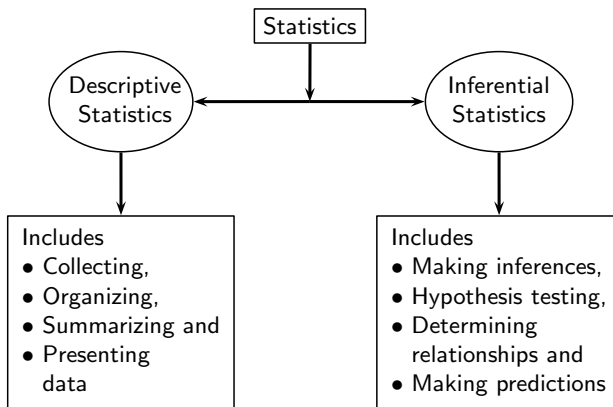 Statistics
Descriptive
Statistics
Inferential
Statistics
Includes
• Collecting,
• Organizing,
• Summarizing and
• Presenting
data
Includes
• Making inferences,
• Hypothesis testing,
• Determining
relationships and
• Making predictions